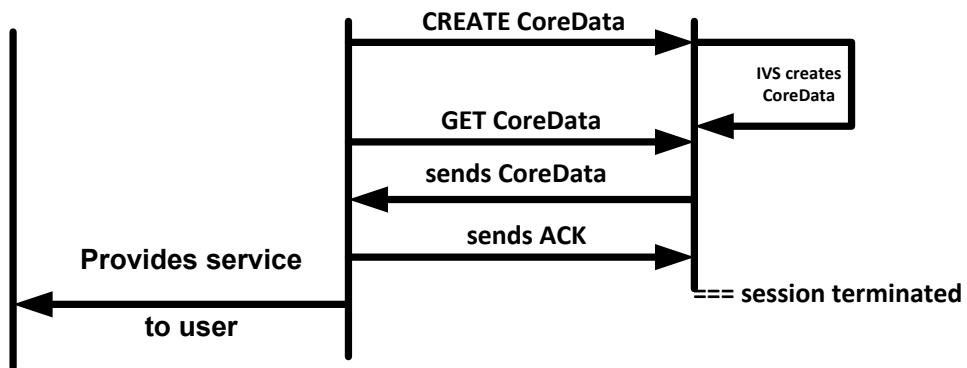 CREATE CoreData
IVS creates
CoreData
GET CoreData
sends CoreData
sends ACK
Provides service
to user
=== session terminated